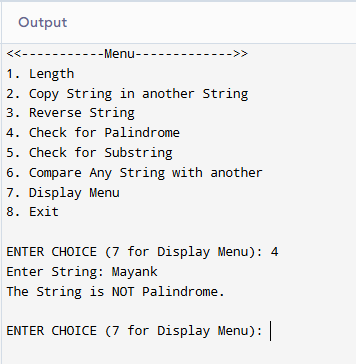 Output
<<-----------Menu------------->>
1. Length
2. Copy String in another String
3. Reverse String
4. Check for Palindrome
5. Check for Substring
6. Compare Any String with another
7. Display Menu
8. Exit
ENTER CHOICE (7 for Display Menu): 4
Enter String: Mayank
The String is NOT Palindrome.
ENTER CHOICE (7 for Display Menu):